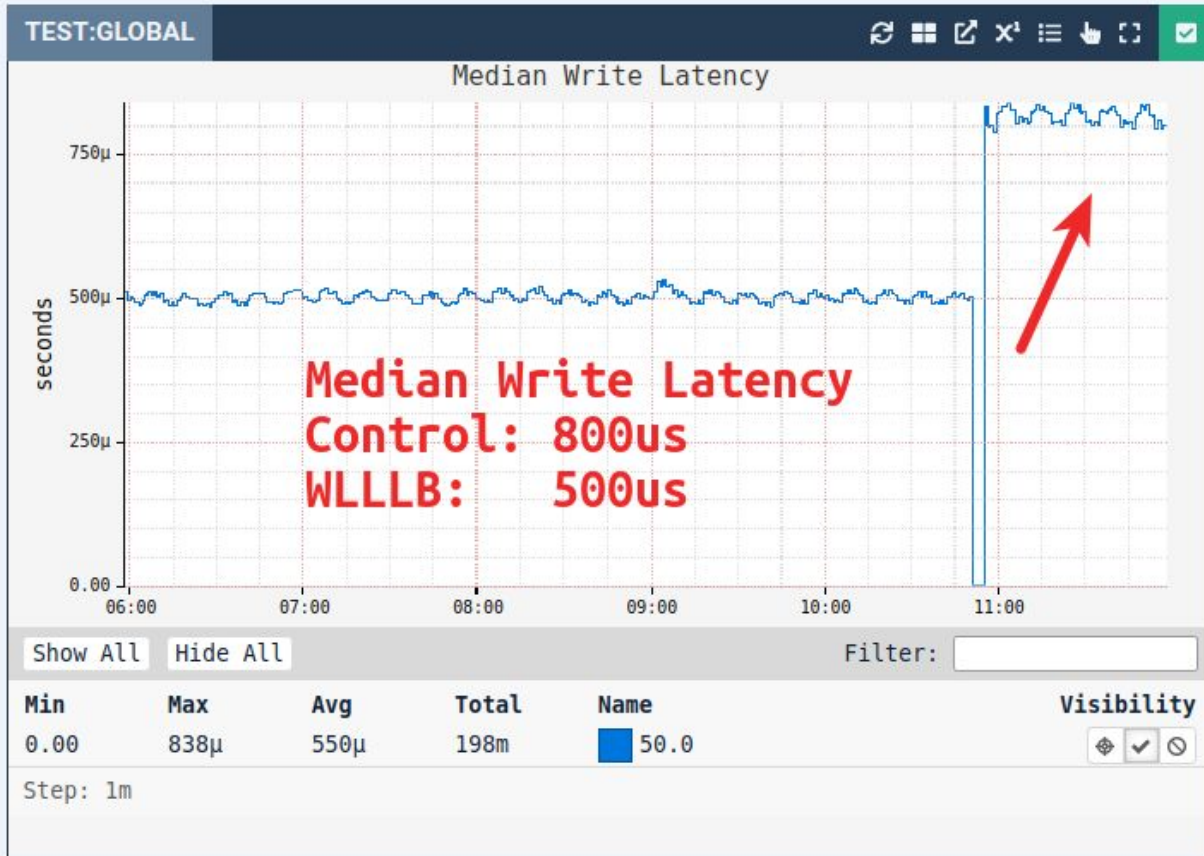 TEST:GLOBAL
Median Write Latency
seconds
750µ
500µ
250µ
0.00
06:00 07:00 08:00 09:00 10:00 11:00
Median Write Latency
Control: 800us
WLLLB: 500us
Show All Hide All Filter:
Min Max Avg Total Name Visibility
0.00 838µ 550µ 198m 50.0
Step: 1m